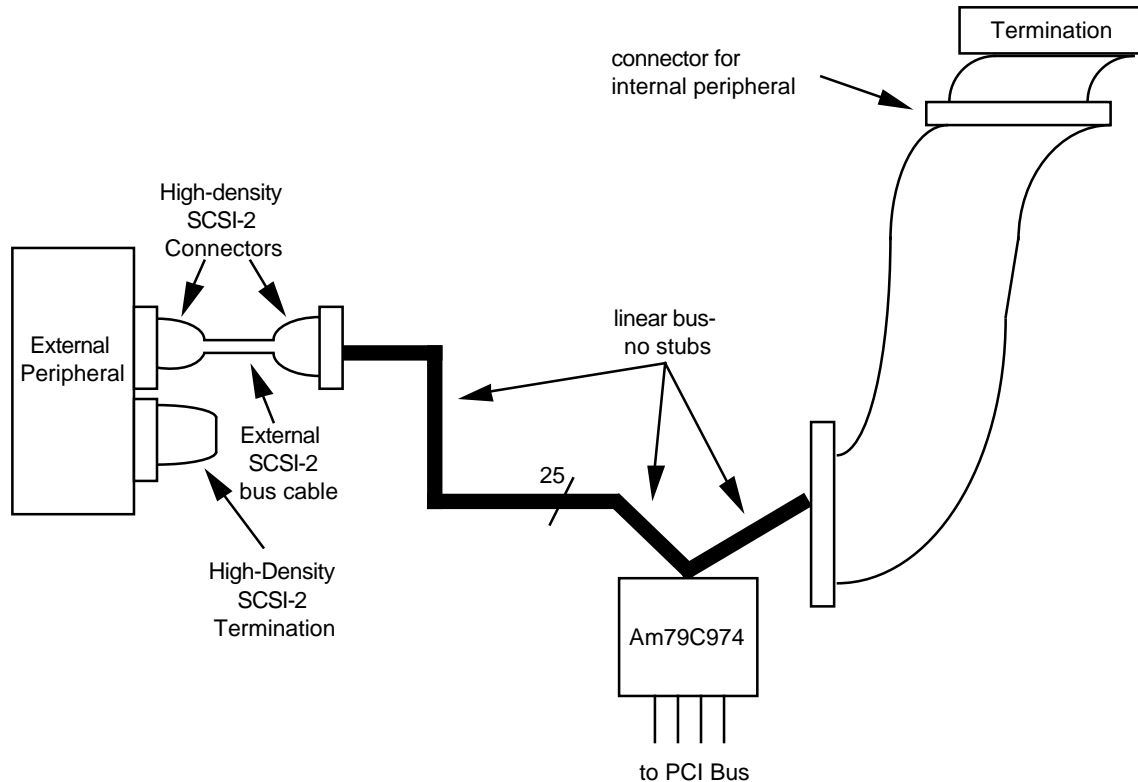 Termination
connector for
internal peripheral
High-density
SCSI-2
Connectors
linear bus-
no stubs
External
Peripheral
External
SCSI-2
bus cable
25
High-Density
SCSI-2
Termination
Am79C974
to PCI Bus